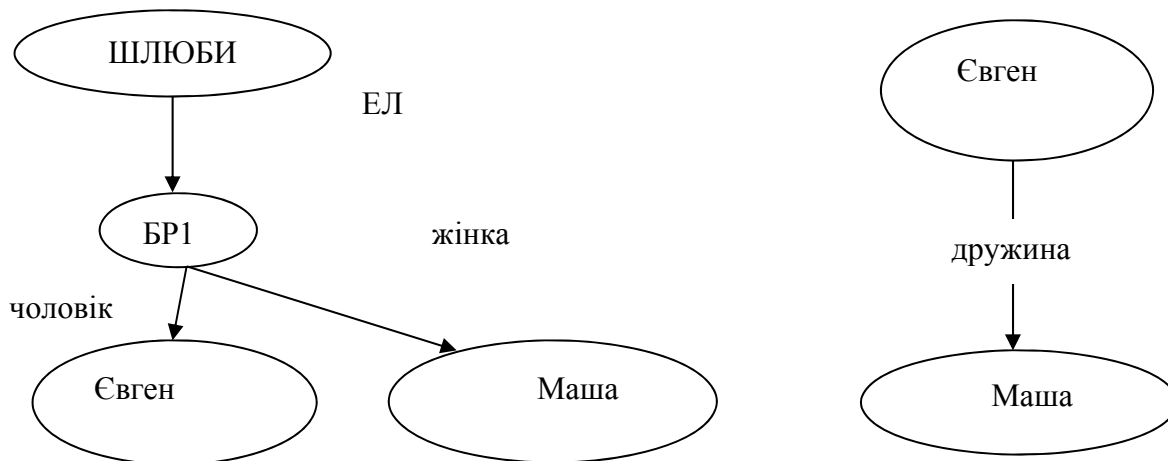 ШЛЮБИ
ЕЛ
БР1
жінка
чоловік
Євген
Маша
Євген
дружина
Маша